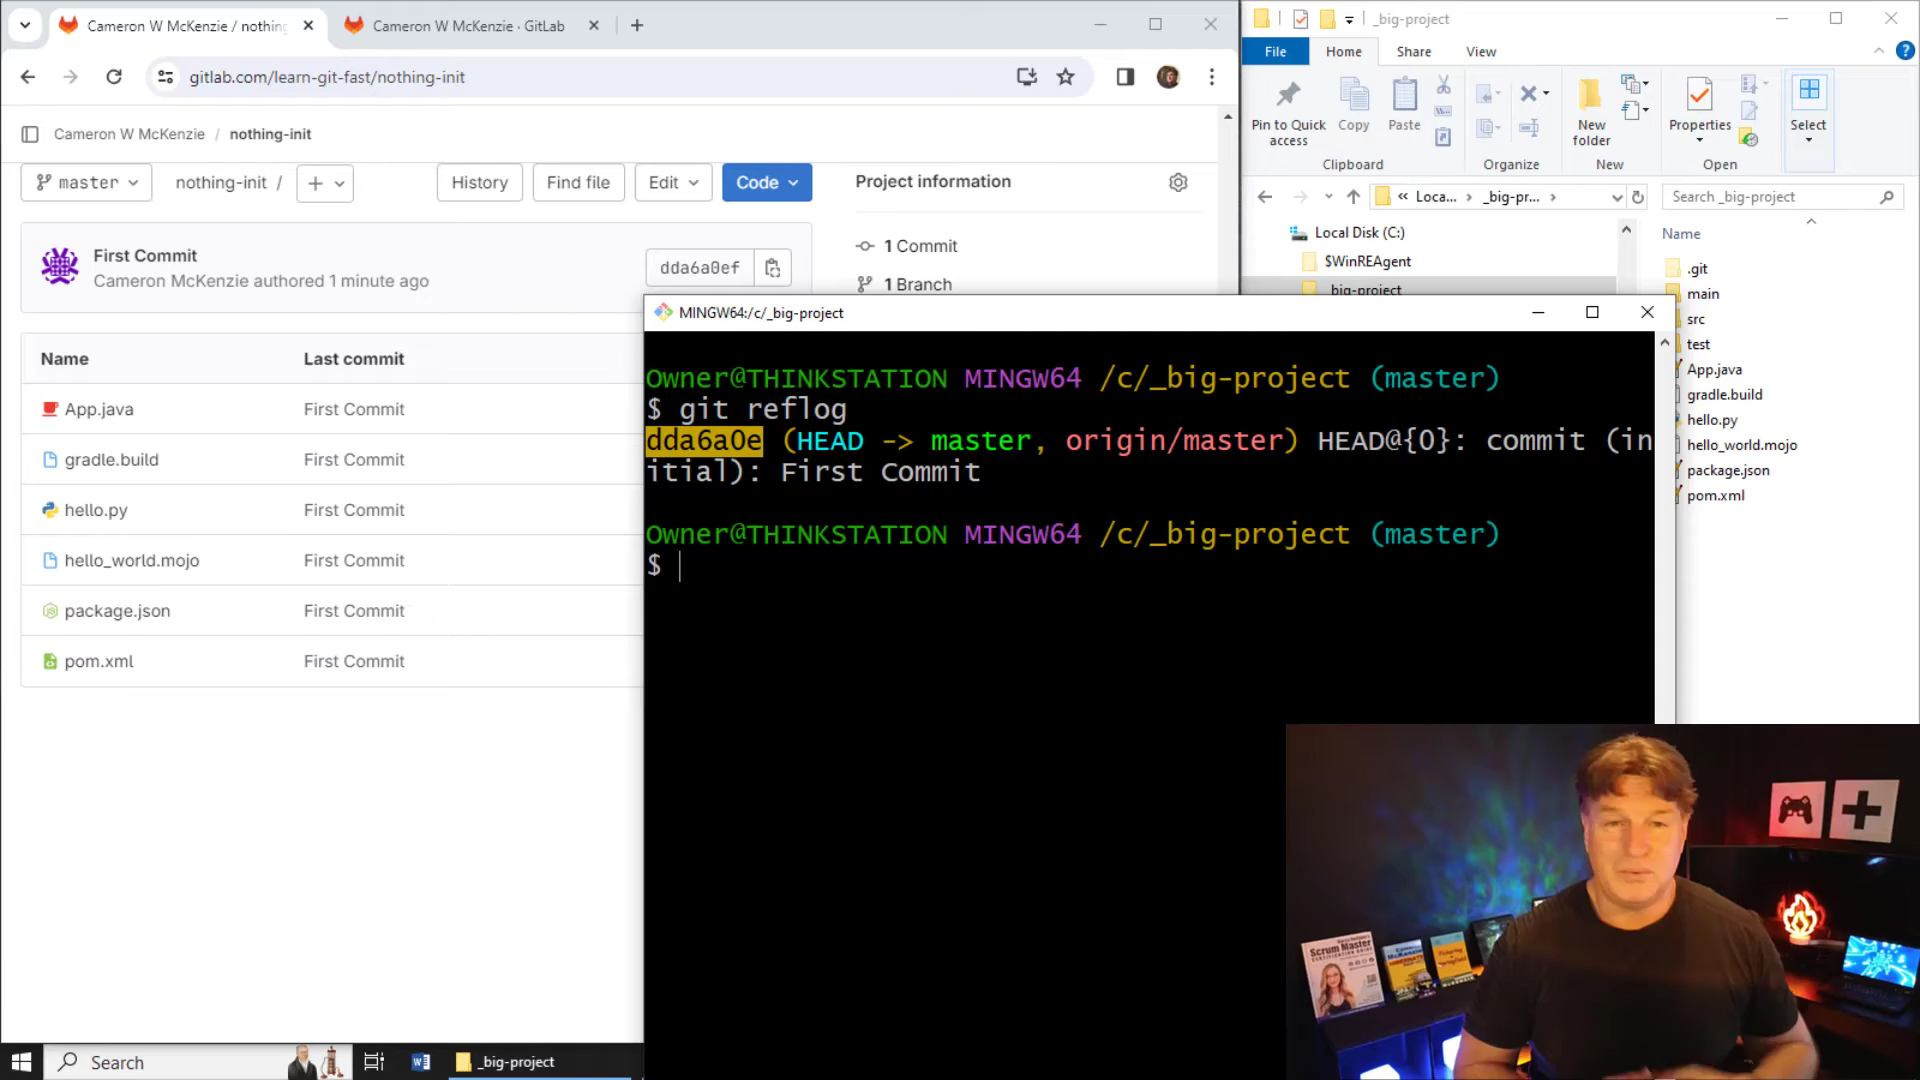 Cameron W McKenzie / nothing
Cameron W McKenzie · GitLab
gitlab.com/learn-git-fast/nothing-init
Cameron W McKenzie / nothing-init
master
nothing-init /
History
Find file
Edit
Code
Project information
First Commit
Cameron McKenzie authored 1 minute ago
dda6a0ef
1 Commit
1 Branch
Name
Last commit
App.java
First Commit
gradle.build
First Commit
hello.py
First Commit
hello_world.mojo
First Commit
package.json
First Commit
pom.xml
First Commit
_big-project
File
Home
Share
View
Pin to Quick
access
Copy
Paste
New
folder
Properties
Select
Clipboard
Organize
New
Open
« Loca... › _big-pr... ›
Search _big-project
Local Disk (C:)
$WinREAgent
_big-project
Name
.git
main
src
test
App.java
gradle.build
hello.py
hello_world.mojo
package.json
pom.xml
MINGW64:/c/_big-project
Owner@THINKSTATION MINGW64 /c/_big-project (master)
$ git reflog
dda6a0e (HEAD -> master, origin/master) HEAD@{0}: commit (in
itial): First Commit
Owner@THINKSTATION MINGW64 /c/_big-project (master)
$
Scrum Master
Search
_big-project